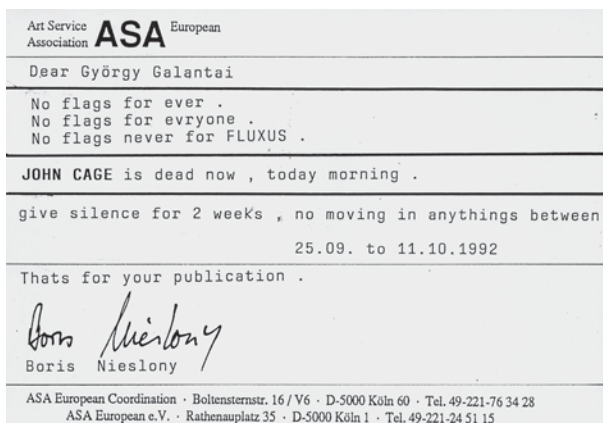 Art Service Association ASA European
Dear György Galantai
No flags for ever .
No flags for evryone .
No flags never for FLUXUS .
JOHN CAGE is dead now , today morning .
give silence for 2 weeks , no moving in anythings between
25.09. to 11.10.1992
Thats for your publication .
Boris Nieslony
Boris Nieslony
ASA European Coordination · Boltensternstr. 16 / V6 · D-5000 Köln 60 · Tel. 49-221-76 34 28
ASA European e.V. · Rathenauplatz 35 · D-5000 Köln 1 · Tel. 49-221-24 51 15